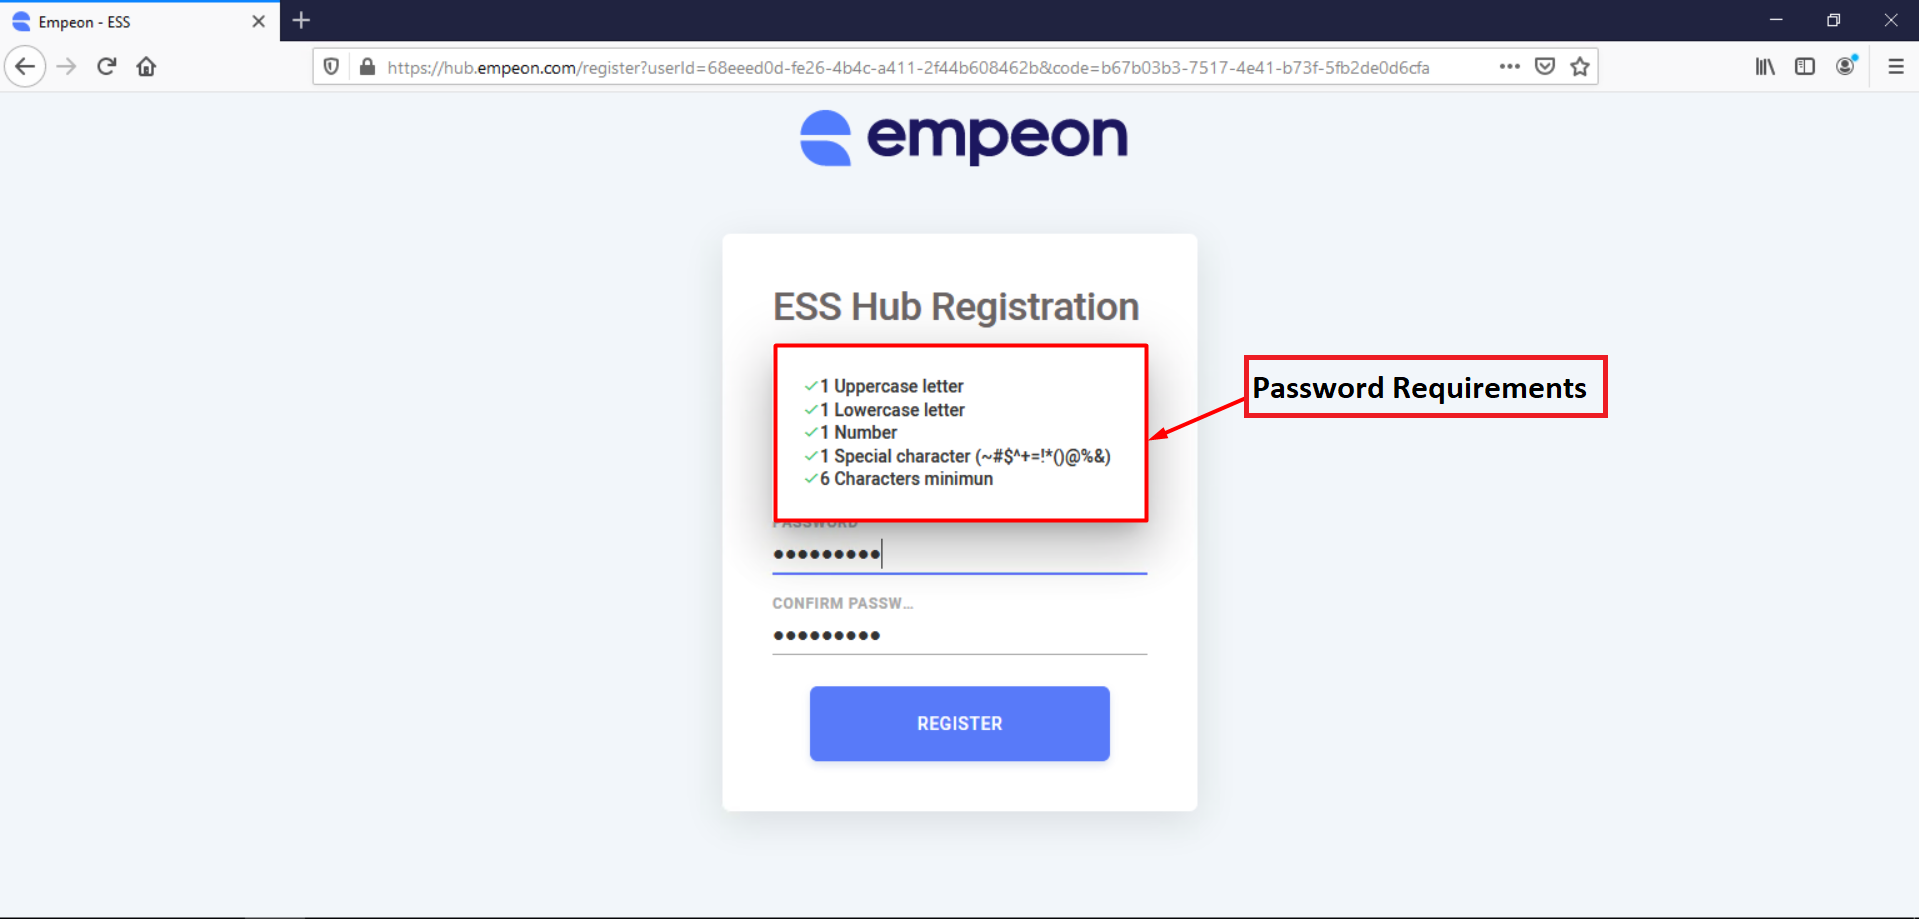 Empeon - ESS
https://hub.empeon.com/register?userId=68eeed0d-fe26-4b4c-a411-2f44b608462b&code=b67b03b3-7517-4e41-b73f-5fb2de0d6cfa
empeon
ESS Hub Registration
1 Uppercase letter
1 Lowercase letter
1 Number
1 Special character (~#$^+=!*()@%&)
6 Characters minimun
Password Requirements
PASSWORD
CONFIRM PASSW...
REGISTER